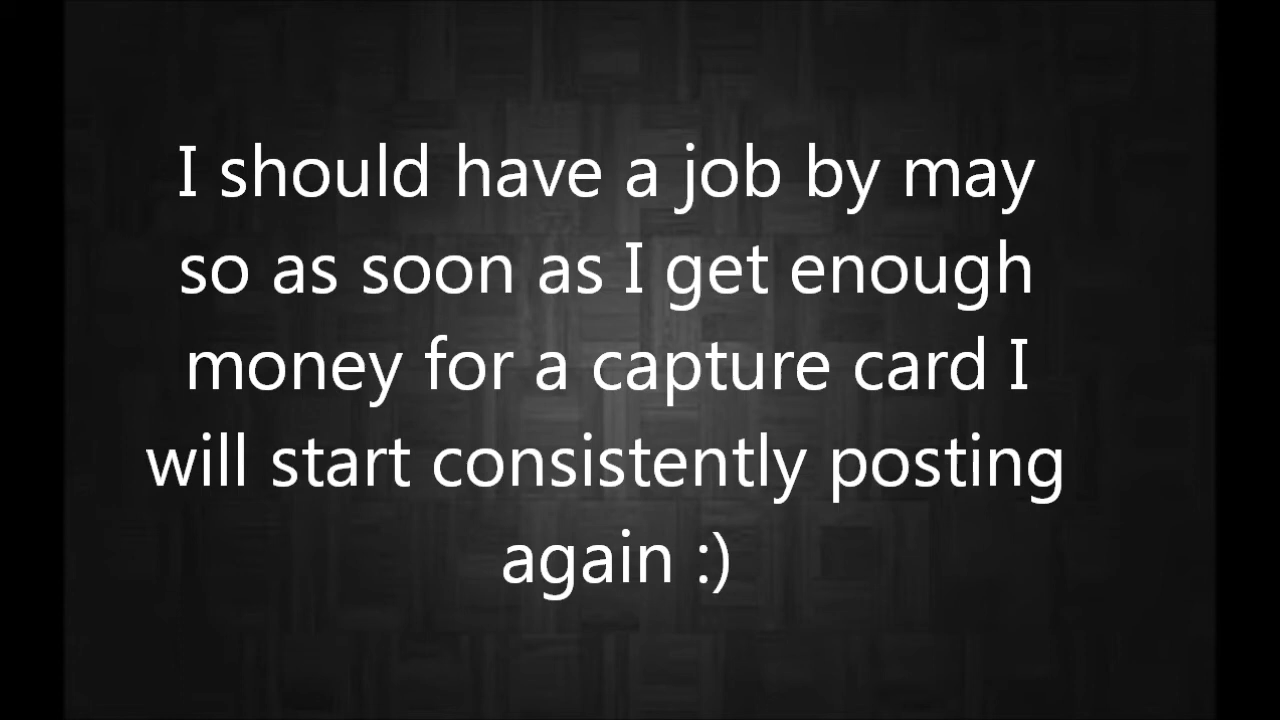 I should have a job by may
so as soon as I get enough
money for a capture card I
will start consistently posting
again :)